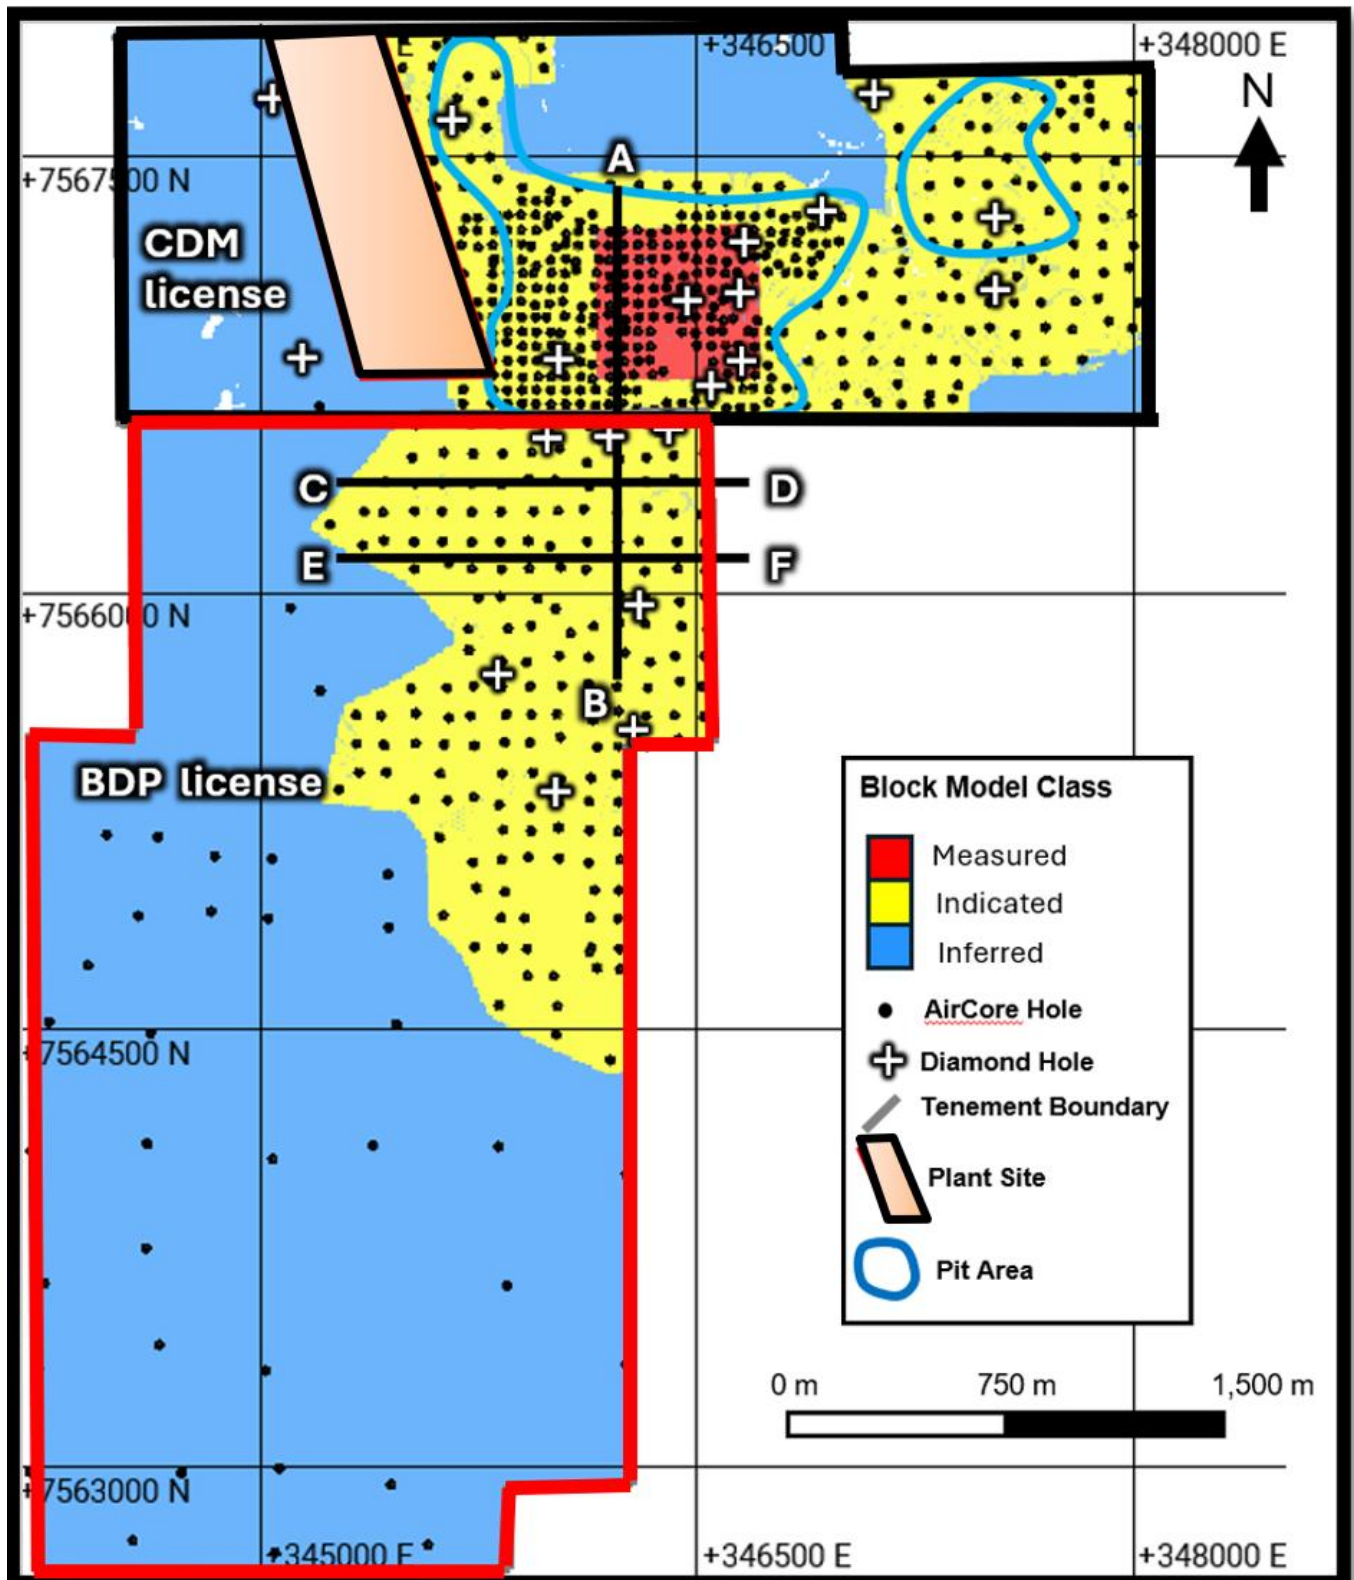 E
+346500
+348000 E
N
A
+7567500 N
CDM
license
C
D
E
F
+7566000 N
B
BDP license
Block Model Class
Measured
Indicated
Inferred
AirCore Hole
Diamond Hole
Tenement Boundary
Plant Site
Pit Area
+7564500 N
0 m
750 m
1,500 m
+7563000 N
+345000 E
+346500 E
+348000 E